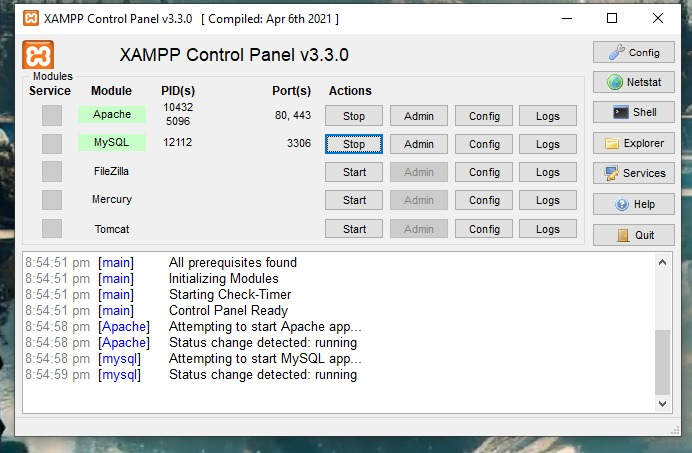 XAMPP Control Panel v3.3.0 [ Compiled: Apr 6th 2021 ]
XAMPP Control Panel v3.3.0
Config
Modules
Service Module PID(s) Port(s) Actions
Netstat
Apache 10432 5096 80, 443 Stop Admin Config Logs
Shell
MySQL 12112 3306 Stop Admin Config Logs
Explorer
FileZilla Start Admin Config Logs
Services
Mercury Start Admin Config Logs
Help
Tomcat Start Admin Config Logs
Quit
8:54:51 pm [main] All prerequisites found
8:54:51 pm [main] Initializing Modules
8:54:51 pm [main] Starting Check-Timer
8:54:51 pm [main] Control Panel Ready
8:54:58 pm [Apache] Attempting to start Apache app...
8:54:58 pm [Apache] Status change detected: running
8:54:58 pm [mysql] Attempting to start MySQL app...
8:54:59 pm [mysql] Status change detected: running